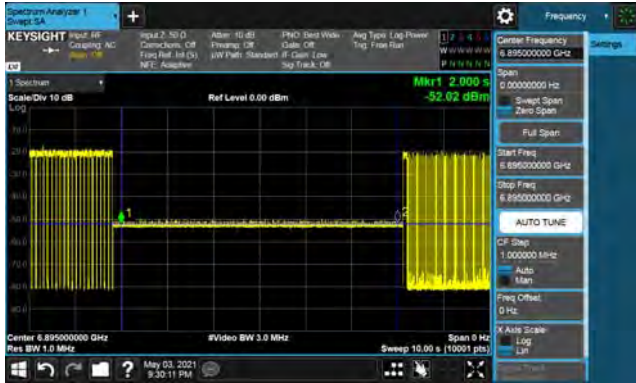 Spectrum Analyzer 1
Swept SA
Frequency
KEYSIGHT
Input: RF
Coupling: AC
Input Z: 50 Ω
Corrections: Off
Freq Ref: Int (S)
NFE: Adaptive
Atten: 10 dB
Preamp: Off
µW Path: Standard
PNO: Best Wide
Gate: Off
IF Gain: Low
Sig Track: Off
Avg Type: Log-Power
Trig: Free Run
1 Spectrum
Scale/Div 10 dB
Log
Ref Level 0.00 dBm
Mkr1 2.000 s
-52.02 dBm
1
2
Center 6.895000000 GHz
Res BW 1.0 MHz
#Video BW 3.0 MHz
Span 0 Hz
Sweep 10.00 s (10001 pts)
Center Frequency
6.895000000 GHz
Settings
Span
0.00000000 Hz
Swept Span
Zero Span
Full Span
Start Freq
6.895000000 GHz
Stop Freq
6.895000000 GHz
AUTO TUNE
CF Step
1.000000 MHz
Auto
Man
Freq Offset
0 Hz
X Axis Scale
Log
Lin
May 03, 2021
9:30:11 PM